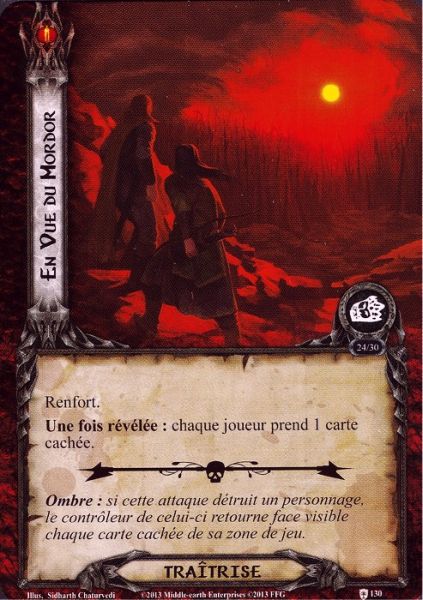 En Vue du Mordor
24/30
Renfort.
Une fois révélée : chaque joueur prend 1 carte
cachée.
Ombre : si cette attaque détruit un personnage,
le contrôleur de celui-ci retourne face visible
chaque carte cachée de sa zone de jeu.
TRAÎTRISE
Illus. Sidharth Chaturvedi ©2013 Middle-earth Enterprises ©2013 FFG 130